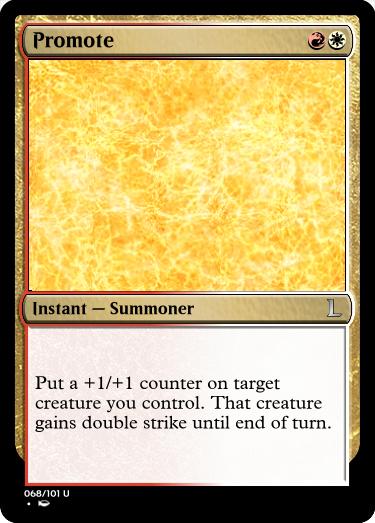 Promote
Instant — Summoner
L
Put a +1/+1 counter on target
creature you control. That creature
gains double strike until end of turn.
068/101 U